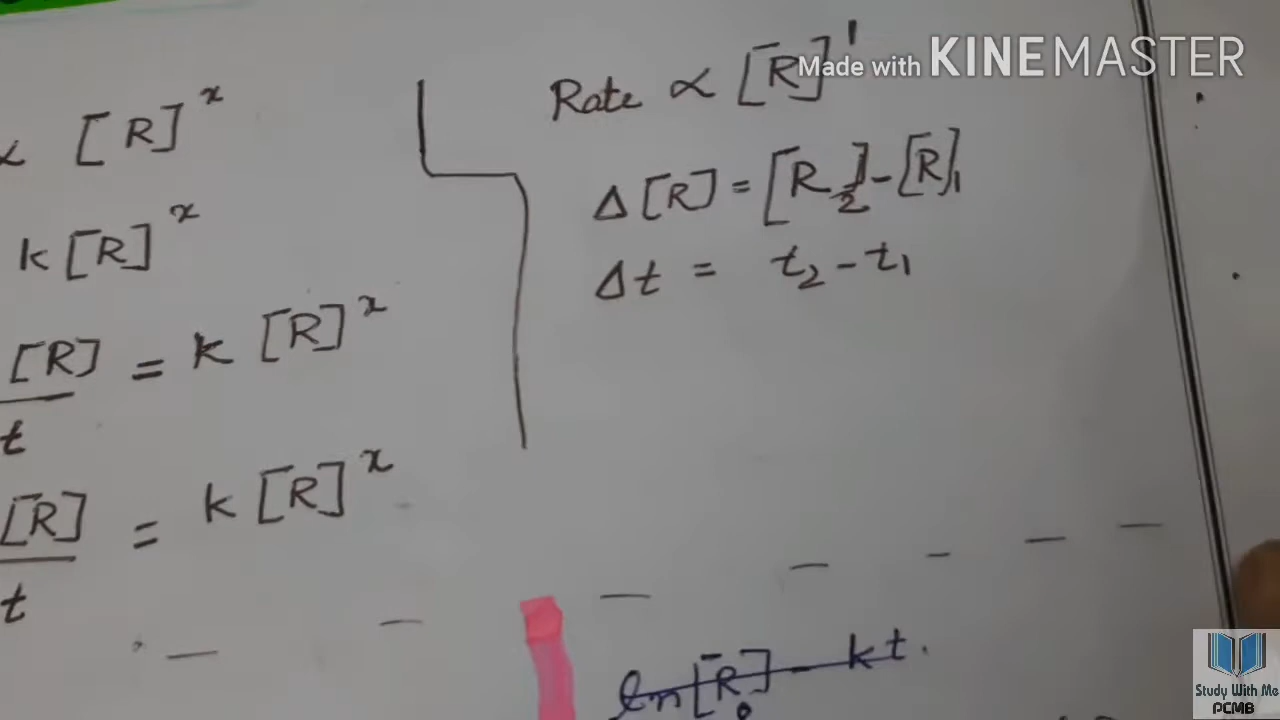 ∝ [R]^x
k[R]^x
[R]/t = k [R]^x
[R]/t = k [R]^x
Rate ∝ [R]^1
Δ[R] = [R]2 - [R]1
Δt = t2 - t1
ln[R]0 - kt.
Made with KINEMASTER
Study With Me
PCMB